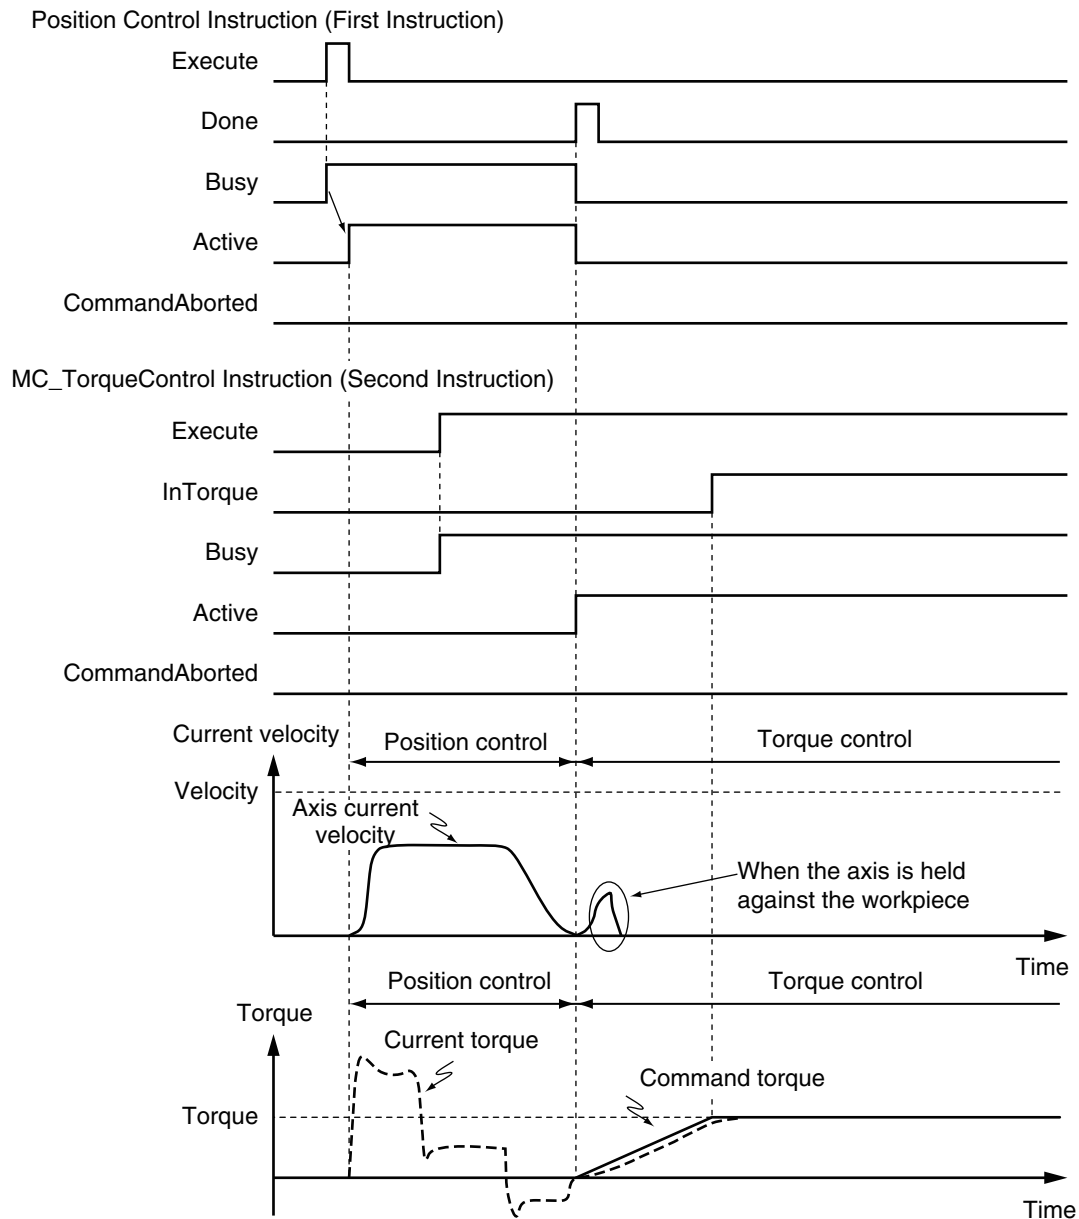 Position Control Instruction (First Instruction)
Execute
Done
Busy
Active
CommandAborted
MC_TorqueControl Instruction (Second Instruction)
Execute
InTorque
Busy
Active
CommandAborted
Current velocity
Position control
Torque control
Velocity
Axis current
velocity
When the axis is held
against the workpiece
Time
Position control
Torque control
Torque
Current torque
Command torque
Torque
Time